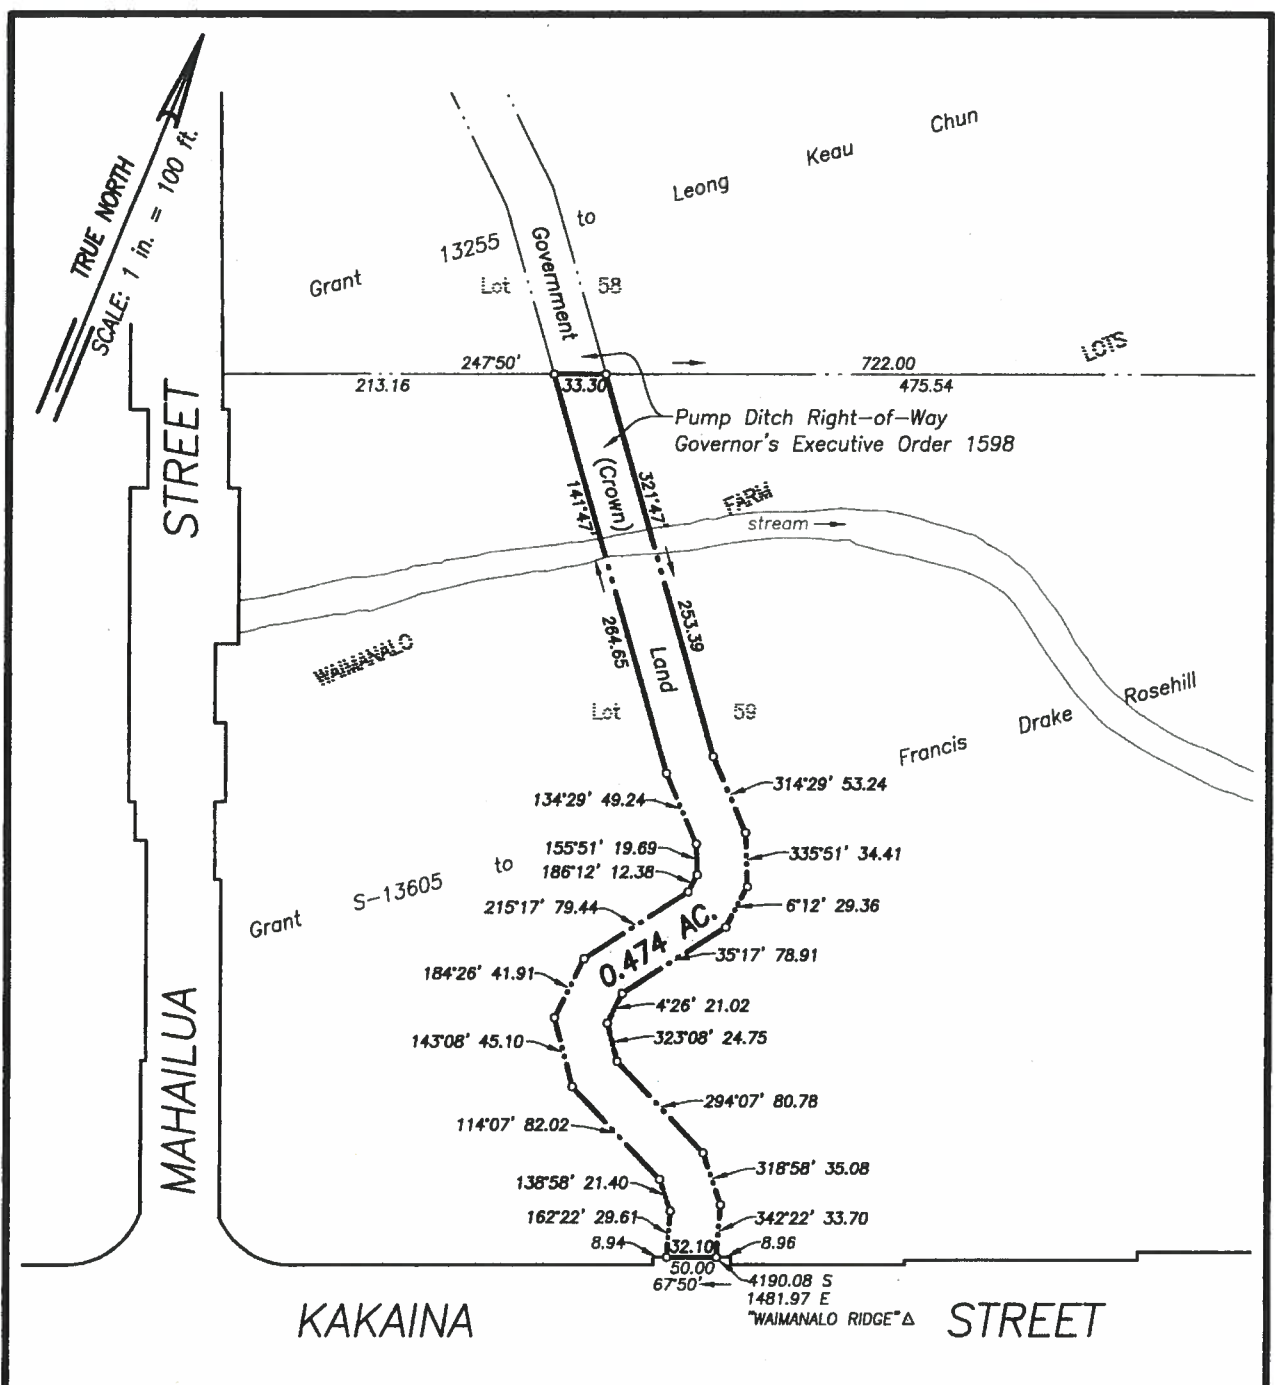 TRUE NORTH
SCALE: 1 in. = 100 ft.
Grant 13255 to Leong Keau Chun
Government
Lot 58
247°50'
722.00
LOTS
213.16
33.30
475.54
Pump Ditch Right-of-Way
Governor's Executive Order 1598
(Crown)
141°47'
321°47'
FARM
stream
264.65
253.39
WAIMANALO
Land
Lot 59
Grant S-13605 to Francis Drake Rosehill
314°29' 53.24
134°29' 49.24
155°51' 19.69
335°51' 34.41
186°12' 12.38
6°12' 29.36
215°17' 79.44
0.474 AC.
35°17' 78.91
184°26' 41.91
4°26' 21.02
143°08' 45.10
323°08' 24.75
294°07' 80.78
114°07' 82.02
318°58' 35.08
138°58' 21.40
162°22' 29.61
342°22' 33.70
8.94
32.10
8.96
50.00
67°50'
4190.08 S
1481.97 E
"WAIMANALO RIDGE" Δ
MAHAILUA STREET
KAKAINA STREET